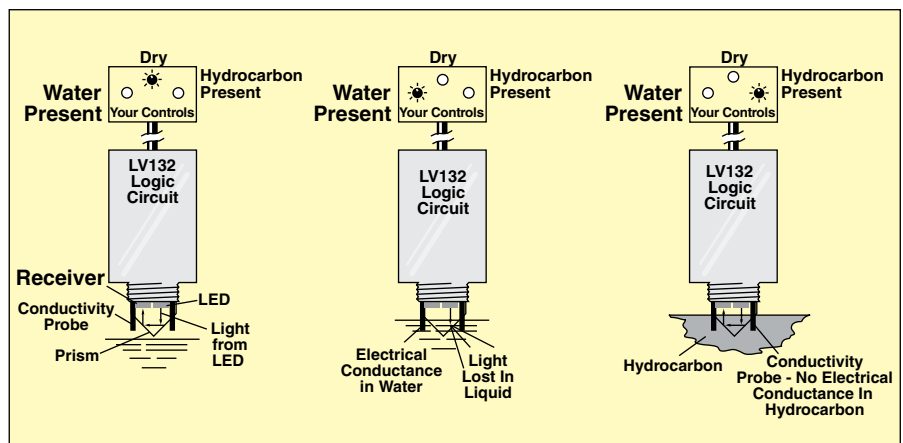 Dry
Hydrocarbon
Present
Water
Present
Your Controls
LV132
Logic
Circuit
Receiver
LED
Conductivity
Probe
Prism
Light
from
LED
Dry
Hydrocarbon
Present
Water
Present
Your Controls
LV132
Logic
Circuit
Electrical
Conductance
in Water
Light
Lost In
Liquid
Dry
Hydrocarbon
Present
Water
Present
Your Controls
LV132
Logic
Circuit
Hydrocarbon
Conductivity
Probe - No Electrical
Conductance In
Hydrocarbon